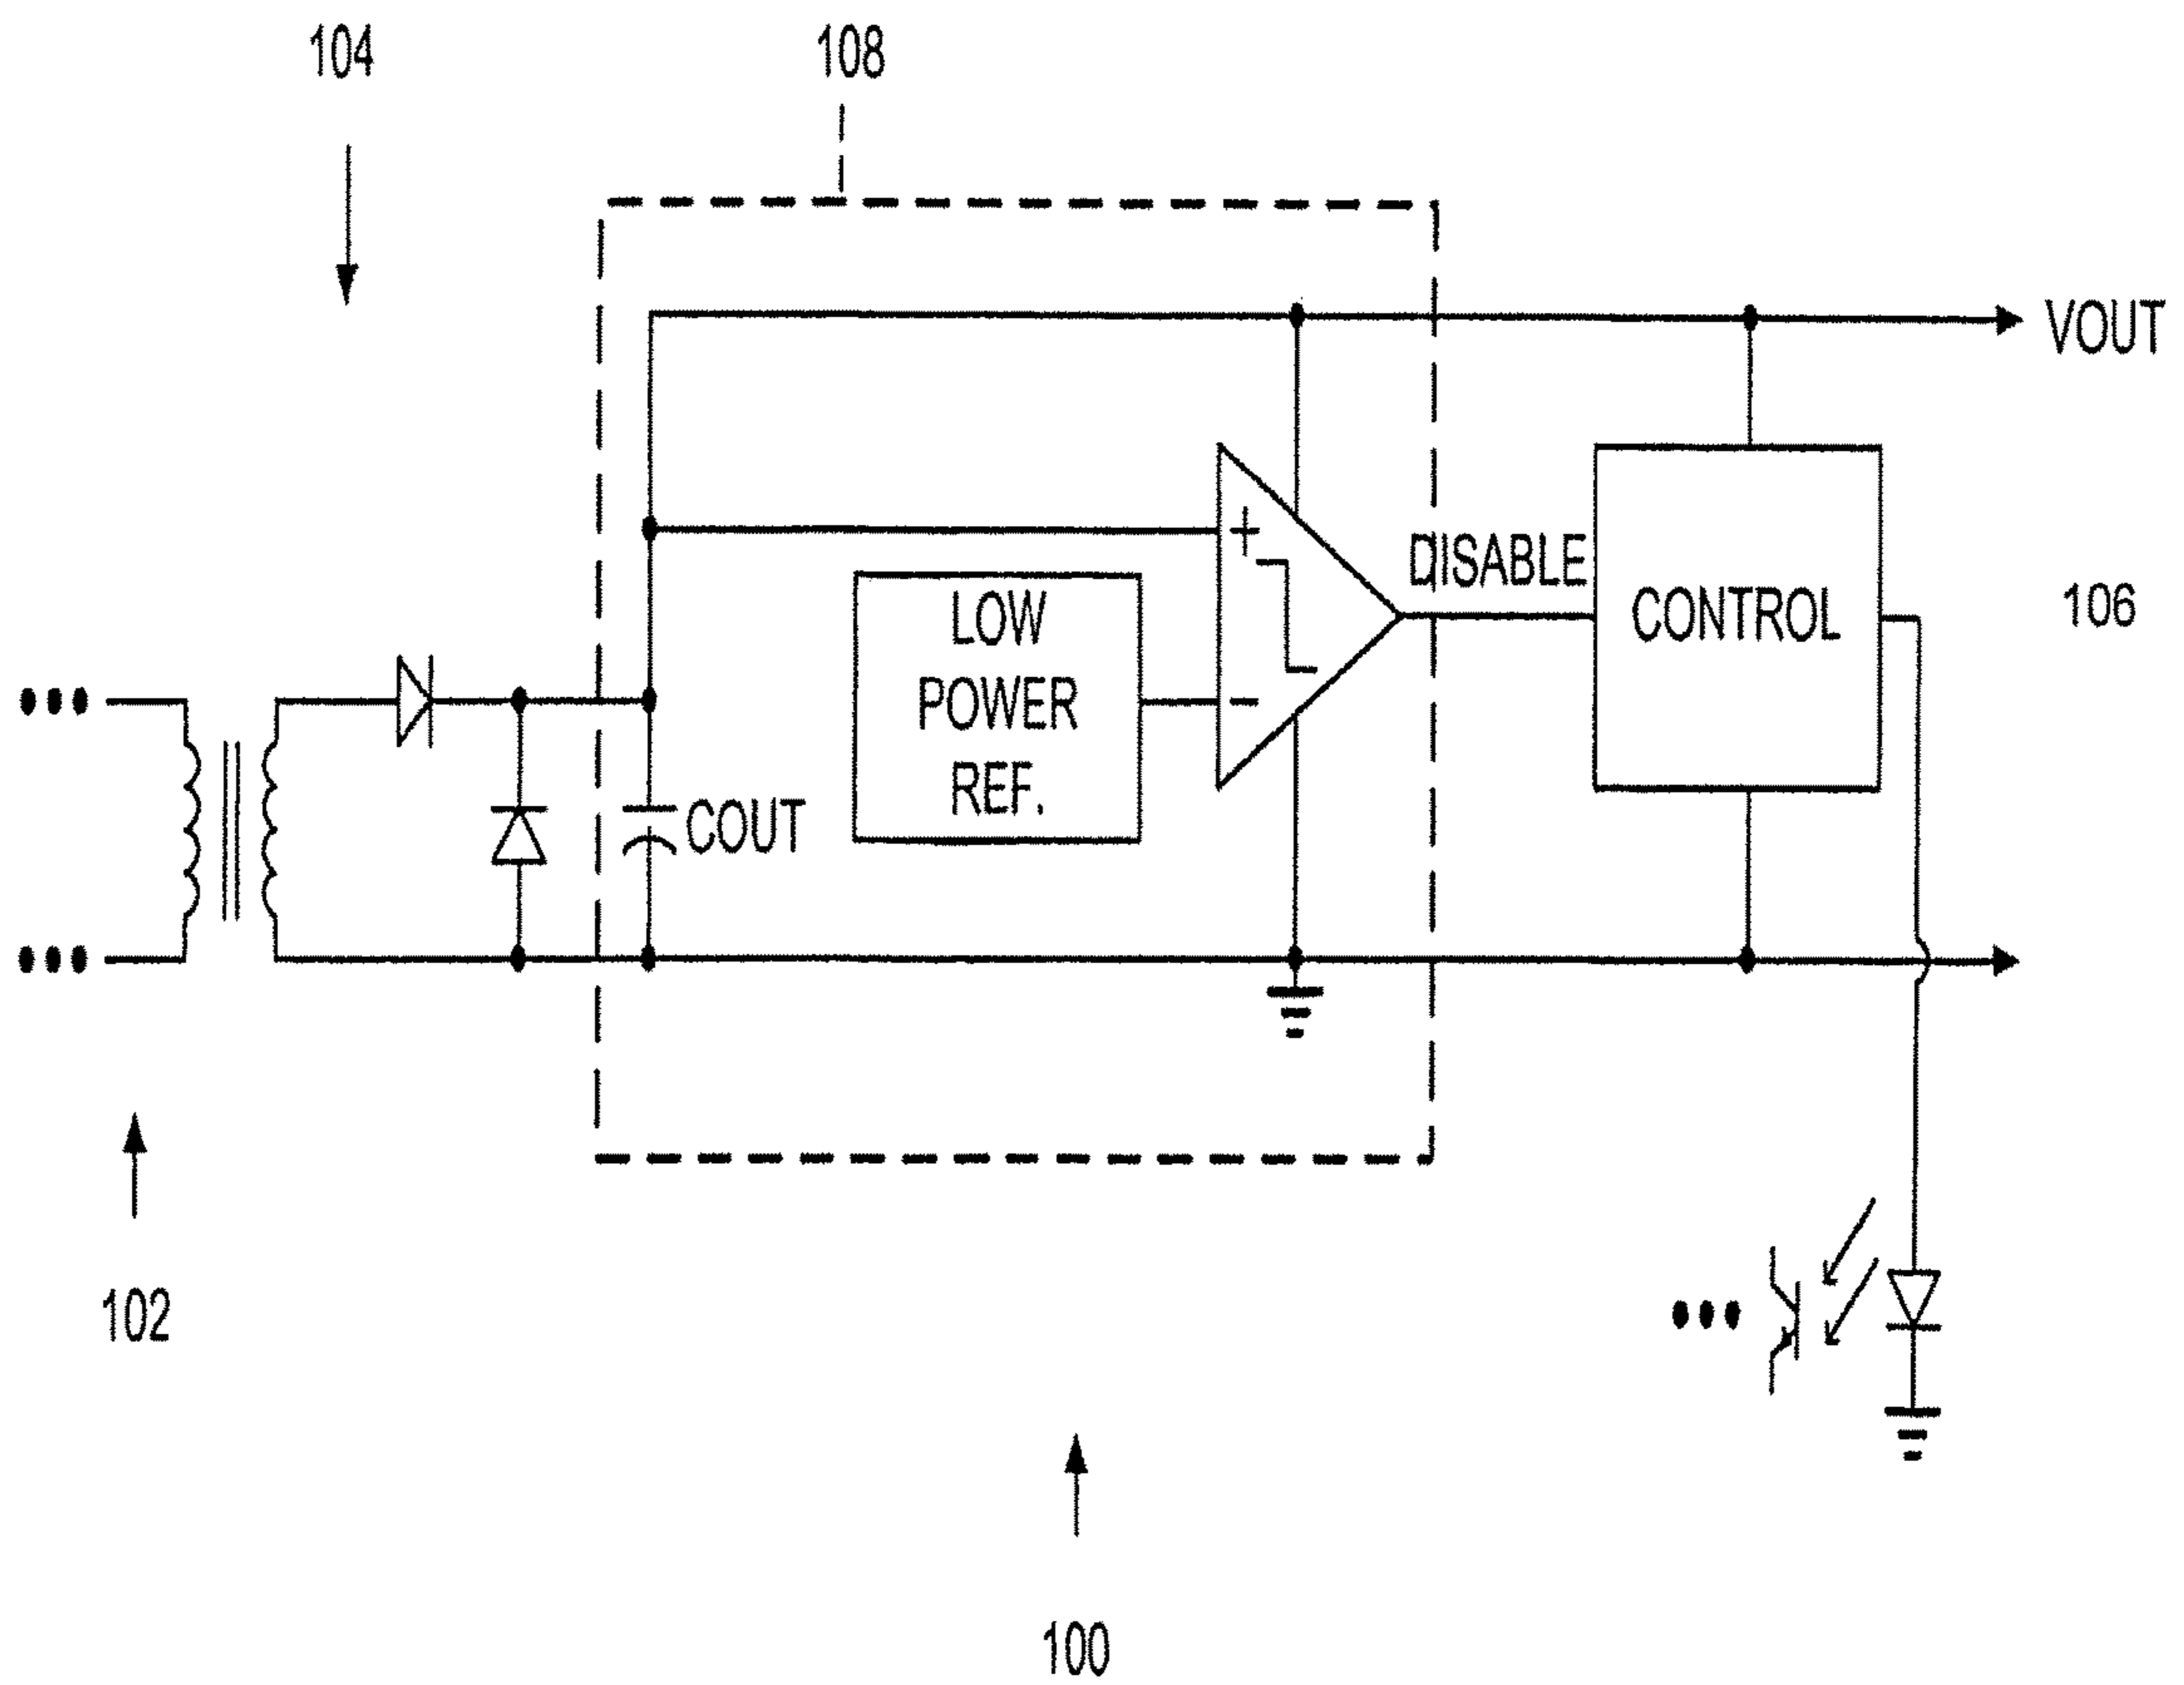 104
108
VOUT
DISABLE
CONTROL
106
LOW
POWER
REF.
COUT
102
100